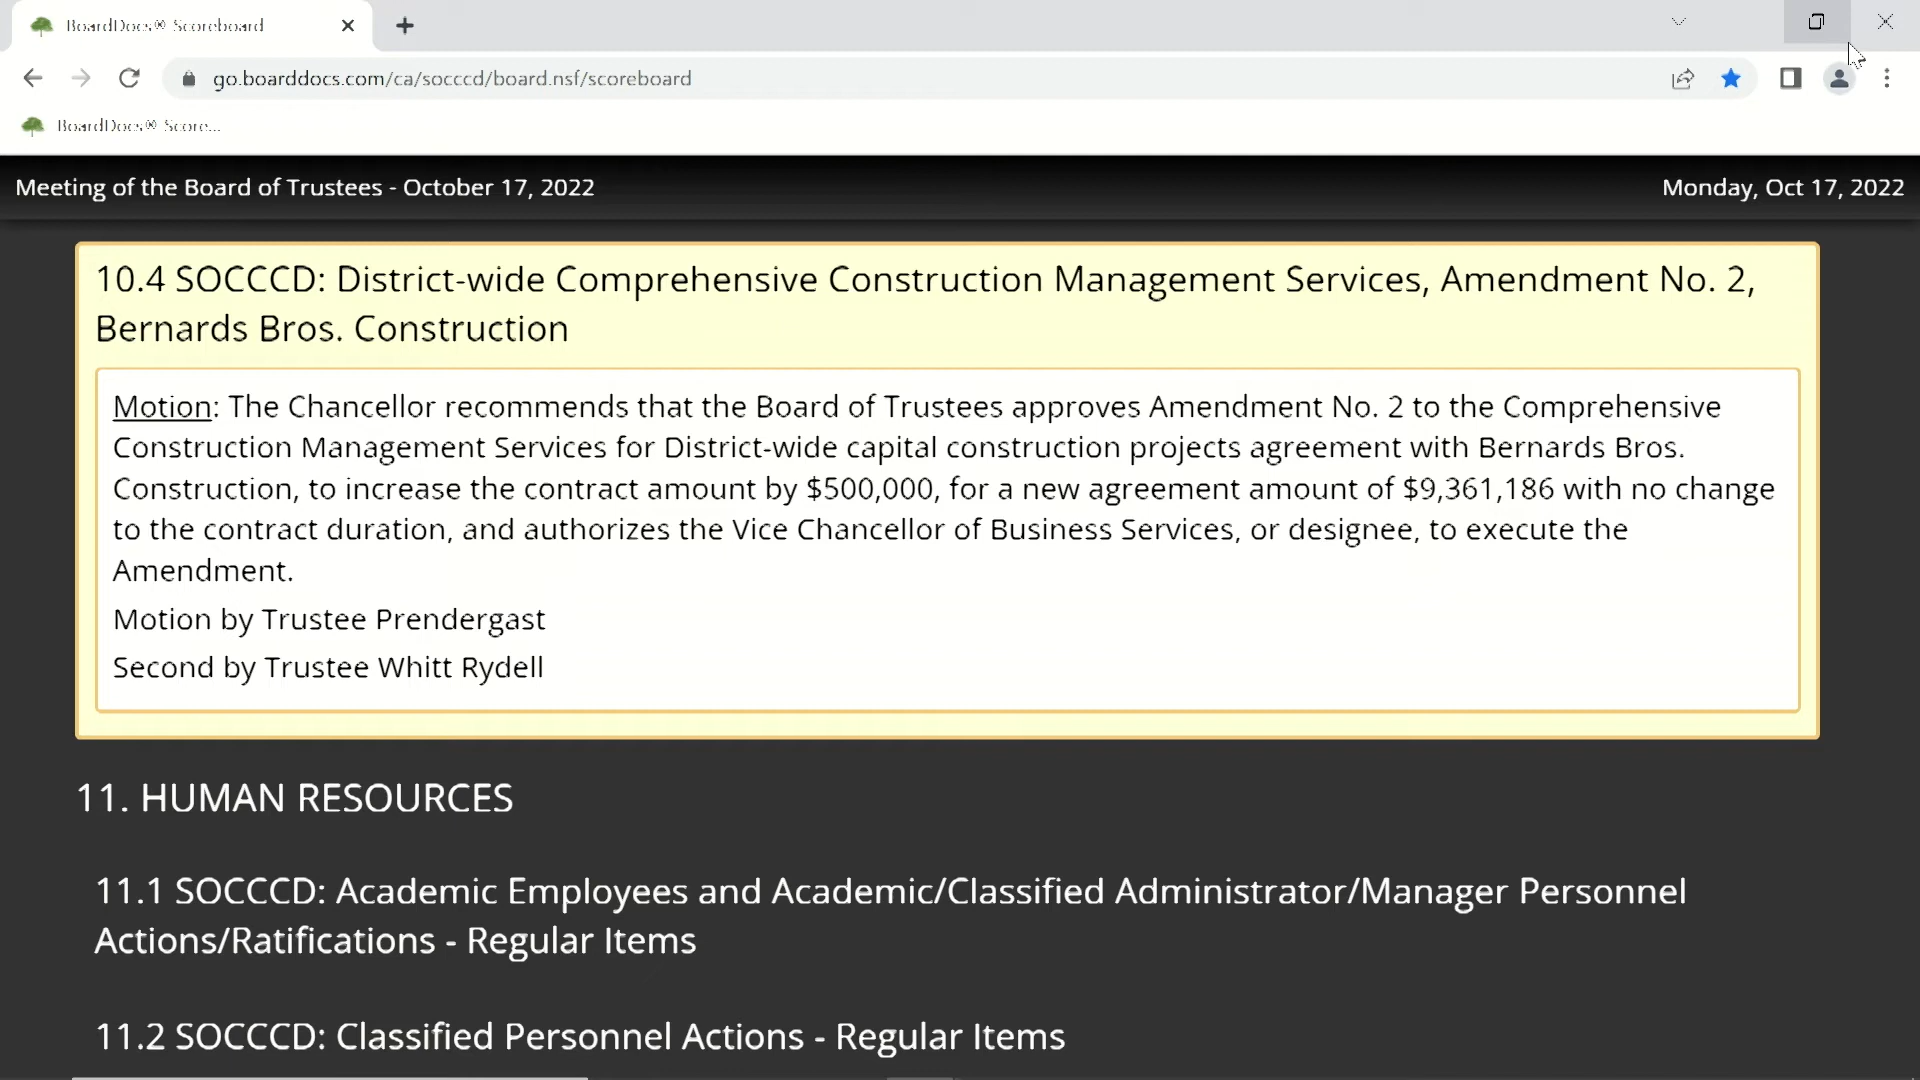 BoardDocs® Scoreboard
go.boarddocs.com/ca/socccd/board.nsf/scoreboard
BoardDocs® Score...
Meeting of the Board of Trustees - October 17, 2022
Monday, Oct 17, 2022
10.4 SOCCCD: District-wide Comprehensive Construction Management Services, Amendment No. 2,
Bernards Bros. Construction
Motion: The Chancellor recommends that the Board of Trustees approves Amendment No. 2 to the Comprehensive
Construction Management Services for District-wide capital construction projects agreement with Bernards Bros.
Construction, to increase the contract amount by $500,000, for a new agreement amount of $9,361,186 with no change
to the contract duration, and authorizes the Vice Chancellor of Business Services, or designee, to execute the
Amendment.
Motion by Trustee Prendergast
Second by Trustee Whitt Rydell
11. HUMAN RESOURCES
11.1 SOCCCD: Academic Employees and Academic/Classified Administrator/Manager Personnel
Actions/Ratifications - Regular Items
11.2 SOCCCD: Classified Personnel Actions - Regular Items